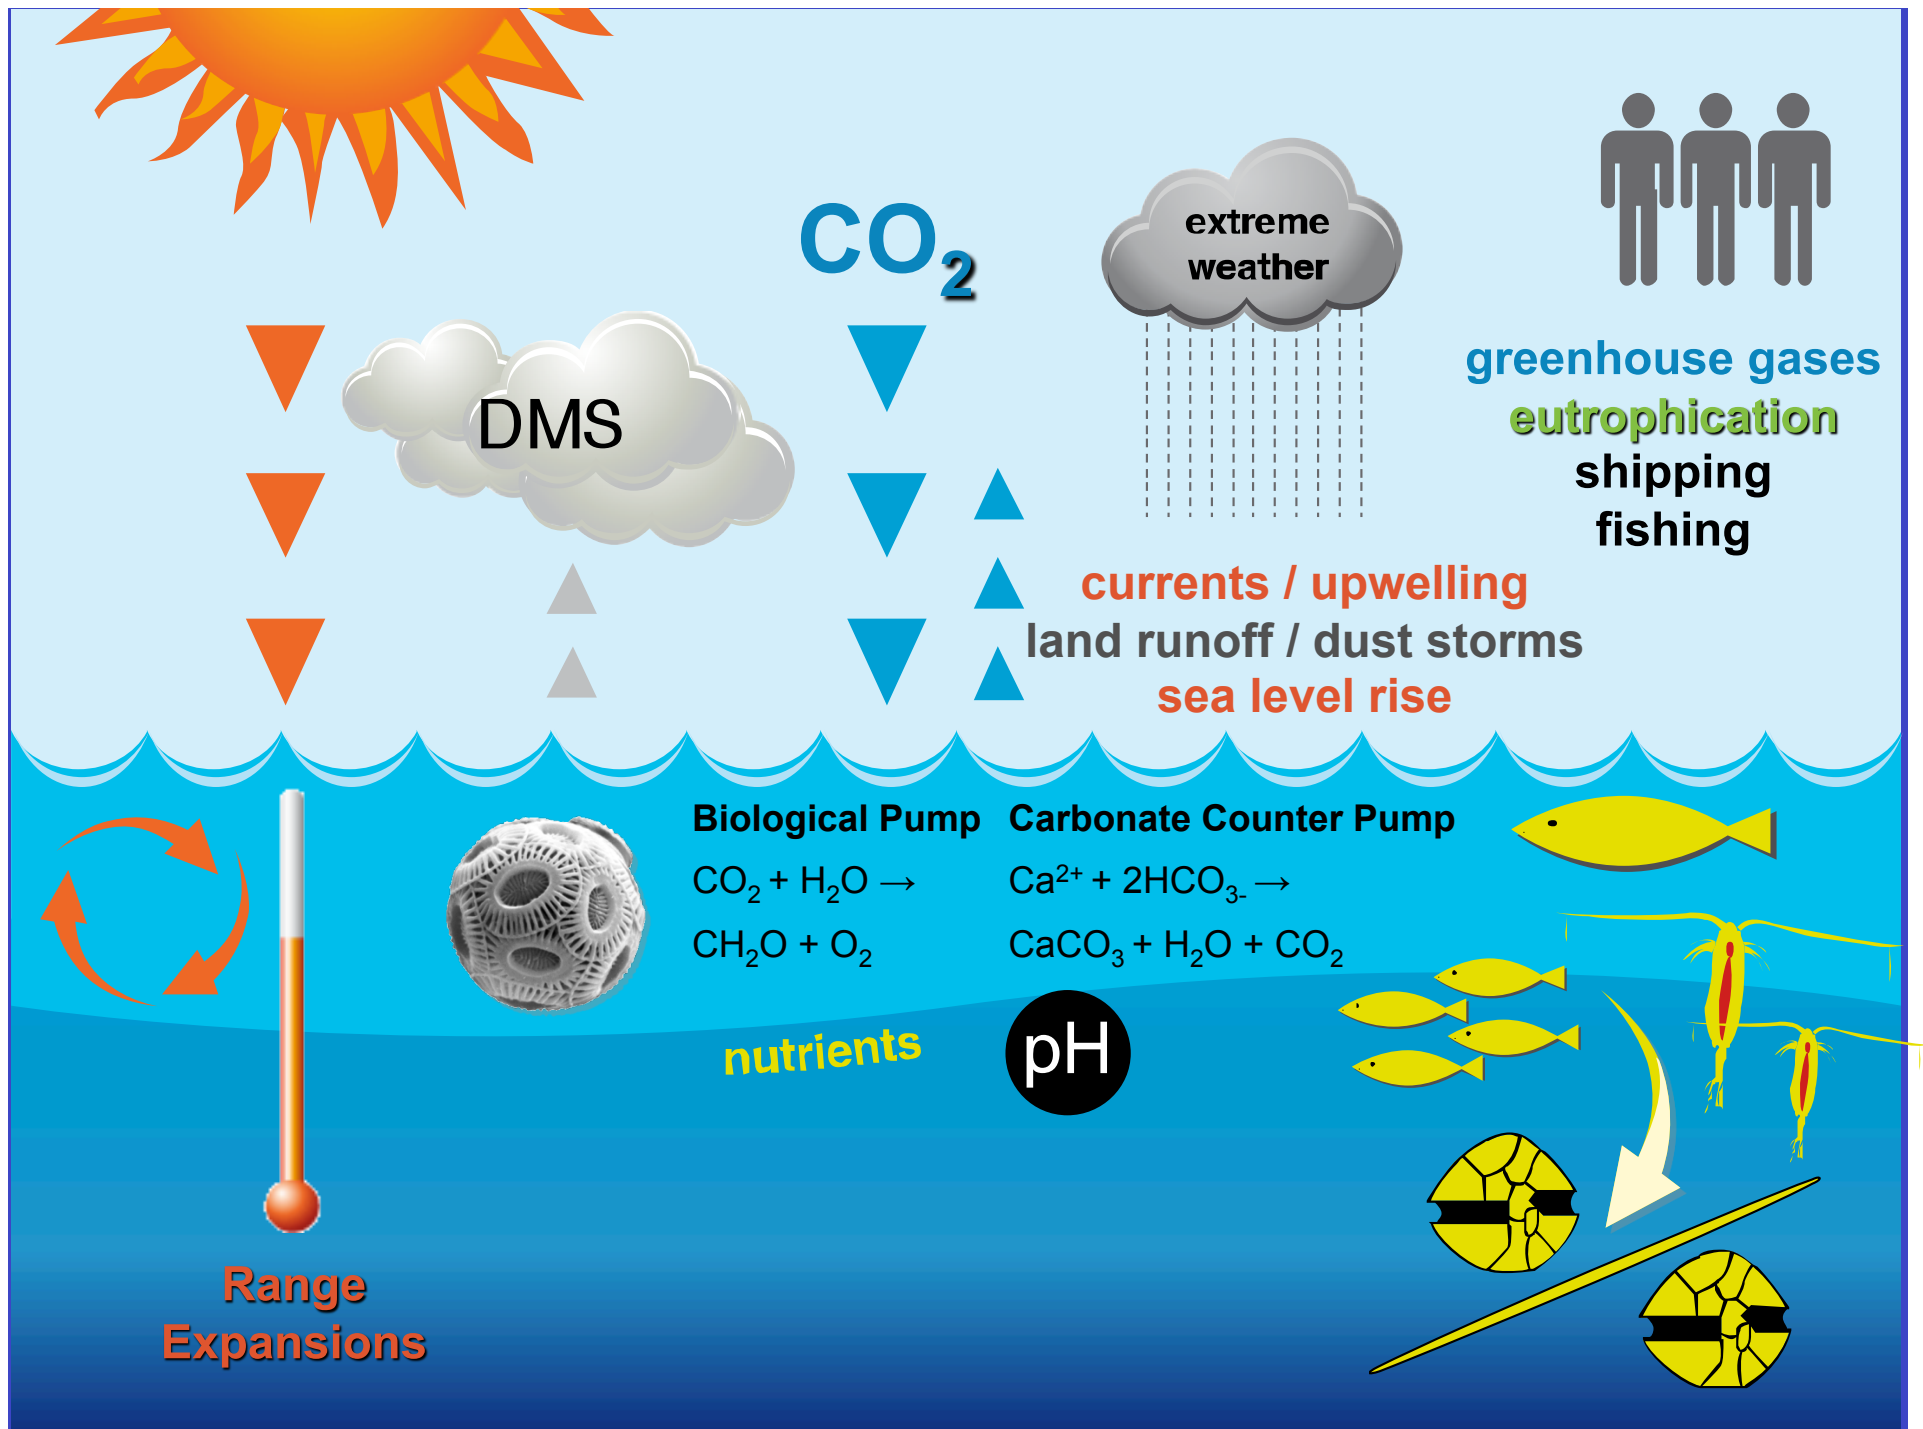 CO₂
extreme
weather
DMS
greenhouse gases
eutrophication
shipping
fishing
currents / upwelling
land runoff / dust storms
sea level rise
Biological Pump
CO₂ + H₂O →
CH₂O + O₂
Carbonate Counter Pump
Ca²⁺ + 2HCO₃₋ →
CaCO₃ + H₂O + CO₂
nutrients
pH
Range
Expansions